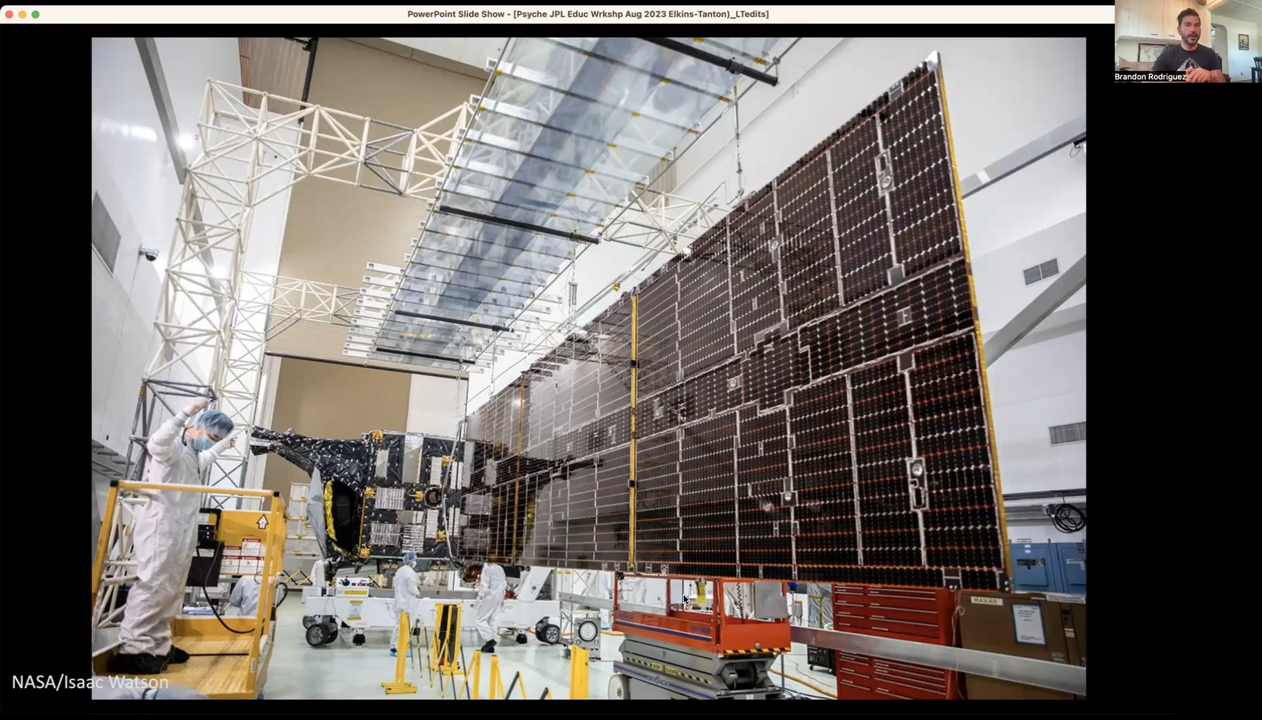 PowerPoint Slide Show - [Psyche JPL Educ Wrkshp Aug 2023 Elkins-Tanton)_LTedits]
Brandon Rodriguez
NASA/Isaac Watson